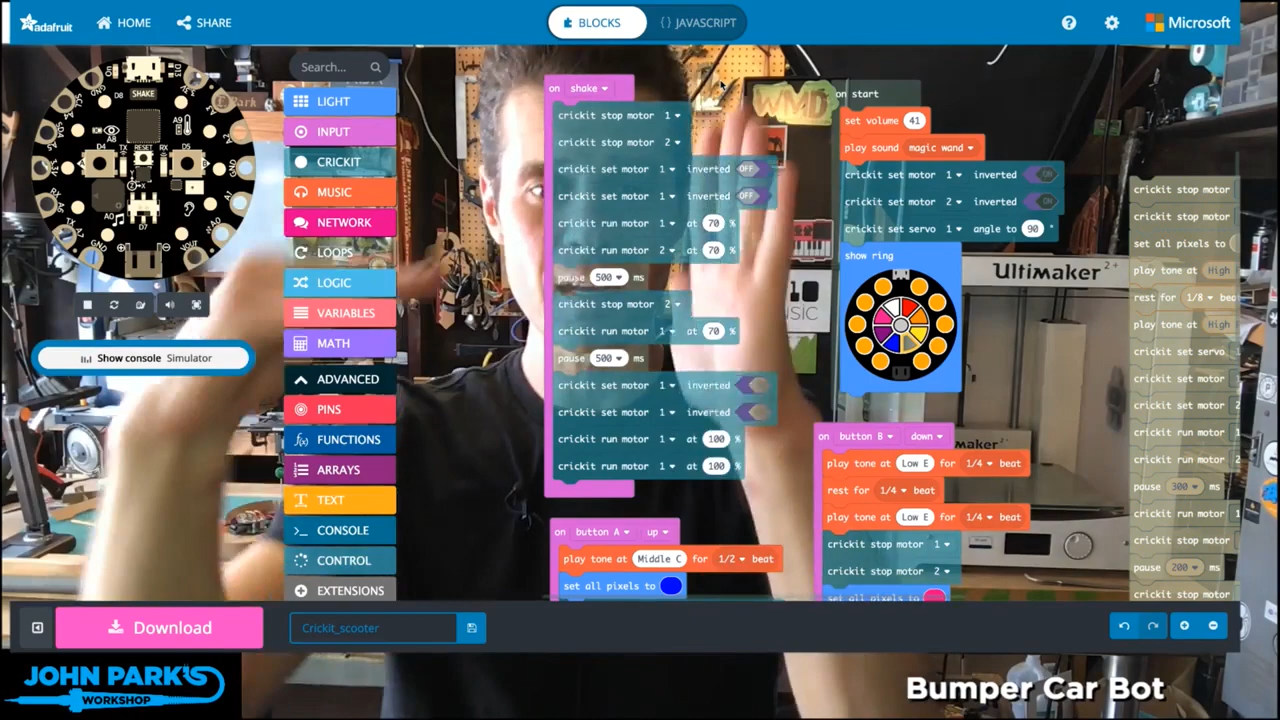 adafruit
HOME
SHARE
BLOCKS
{ } JAVASCRIPT
Microsoft
Search...
LIGHT
INPUT
CRICKIT
MUSIC
NETWORK
LOOPS
LOGIC
VARIABLES
MATH
ADVANCED
PINS
FUNCTIONS
ARRAYS
TEXT
CONSOLE
CONTROL
EXTENSIONS
SHAKE
RESET
Show console Simulator
on shake
crickit stop motor 1
crickit stop motor 2
crickit set motor 1 inverted OFF
crickit set motor 1 inverted OFF
crickit run motor 1 at 70 %
crickit run motor 2 at 70 %
pause 500 ms
crickit stop motor 2
crickit run motor 1 at 70 %
pause 500 ms
crickit set motor 1 inverted
crickit set motor 1 inverted
crickit run motor 1 at 100 %
crickit run motor 1 at 100 %
on button A up
play tone at Middle C for 1/2 beat
set all pixels to
on start
set volume 41
play sound magic wand
crickit set motor 1 inverted
crickit set motor 2 inverted
crickit set servo 1 angle to 90 °
show ring
on button B down
play tone at Low E for 1/4 beat
rest for 1/4 beat
play tone at Low E for 1/4 beat
crickit stop motor 1
crickit stop motor 2
set all pixels to
crickit stop motor
crickit stop motor
set all pixels to
play tone at High
rest for 1/8 bea
play tone at High
crickit set servo
crickit set motor 1
crickit set motor 2
crickit run motor 1
crickit run motor 2
pause 300 ms
crickit run motor 1
crickit stop motor
pause 200 ms
crickit stop motor
WMD
Ultimaker 2+
MUSIC
Download
Crickit_scooter
JOHN PARK'S
WORKSHOP
Bumper Car Bot